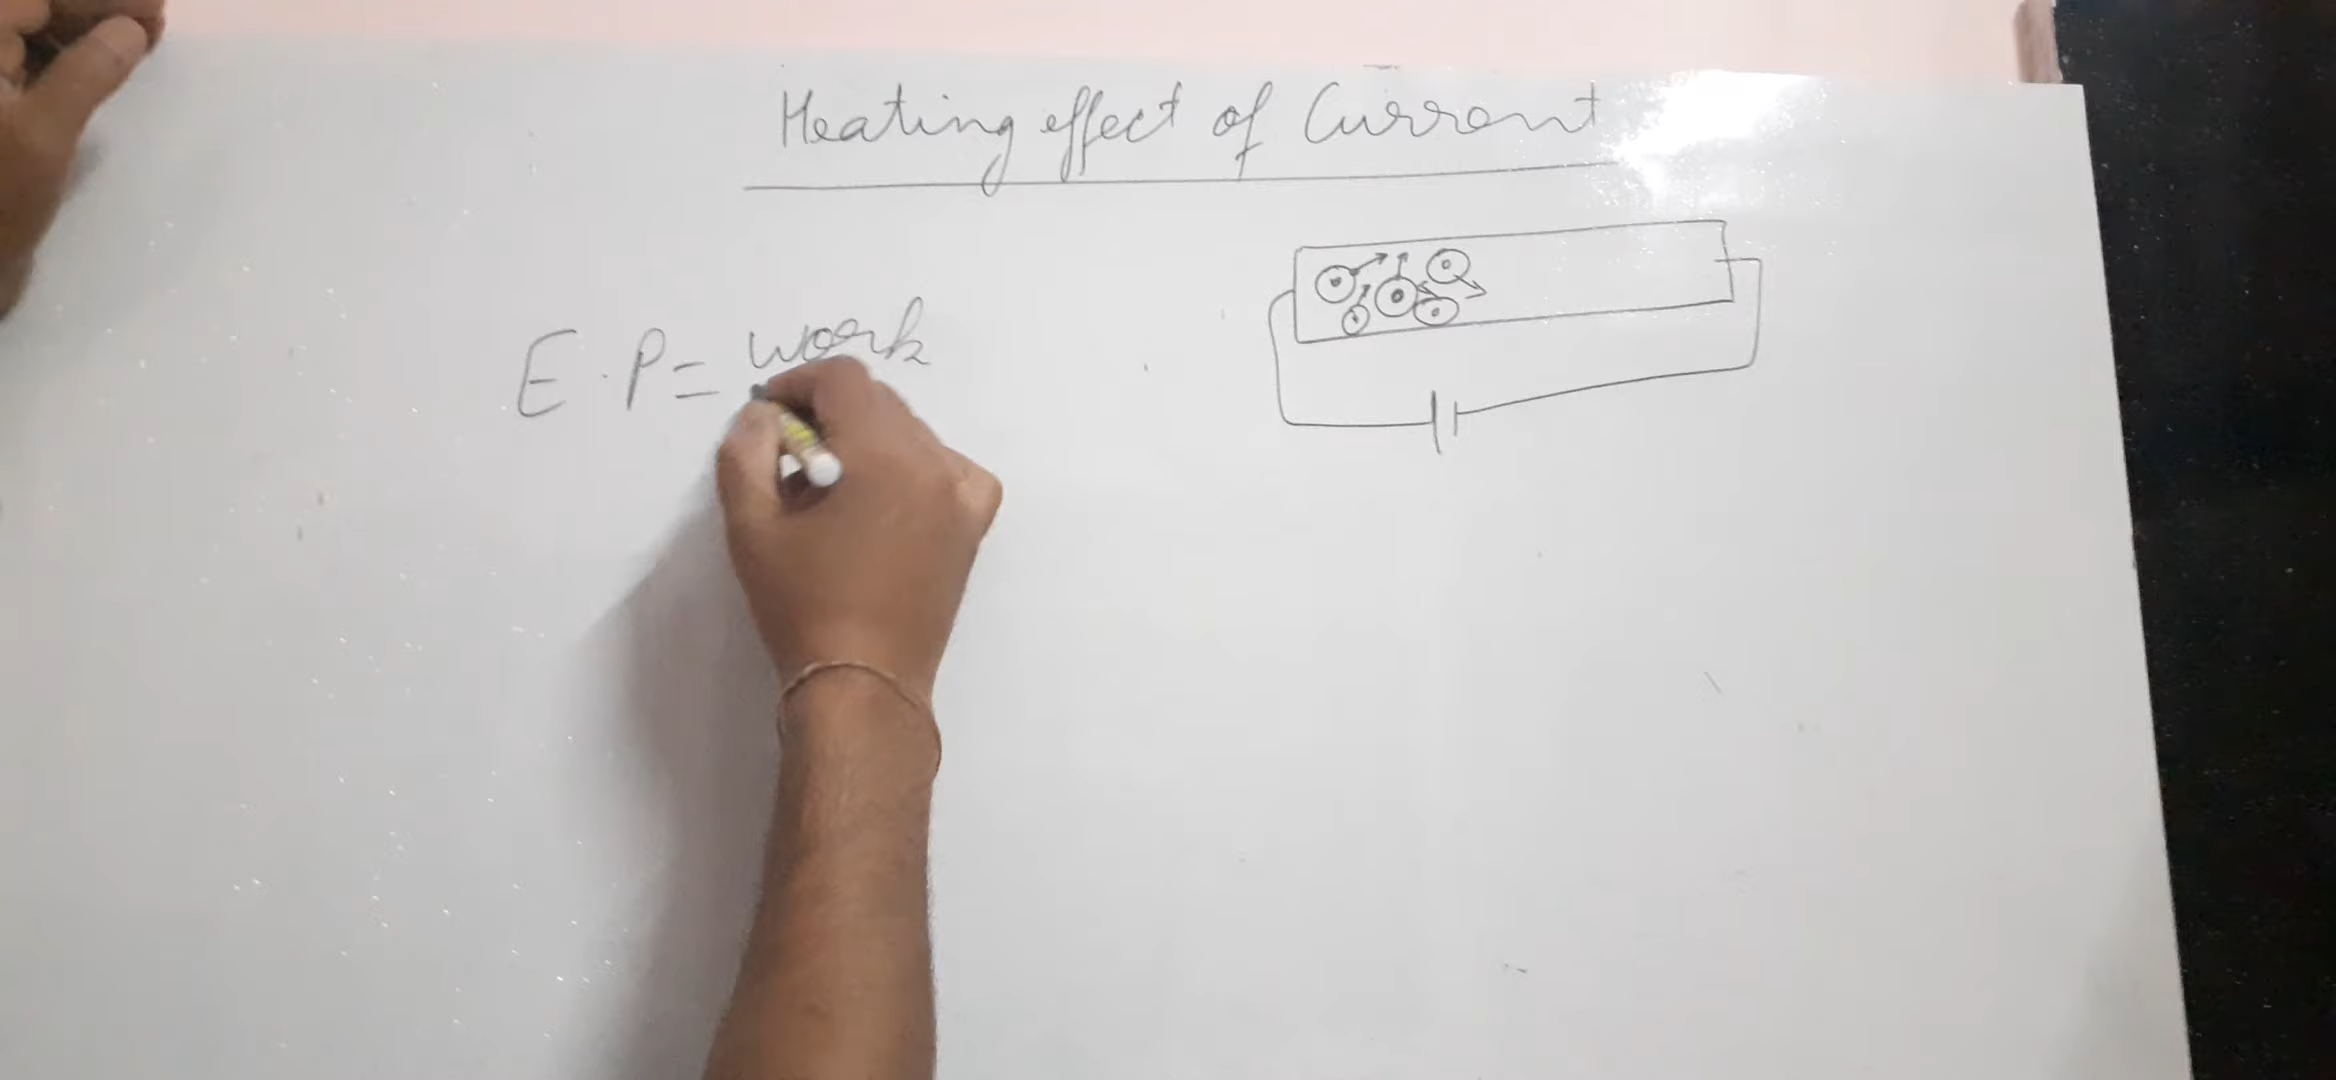 Heating effect of Current
E.P = work